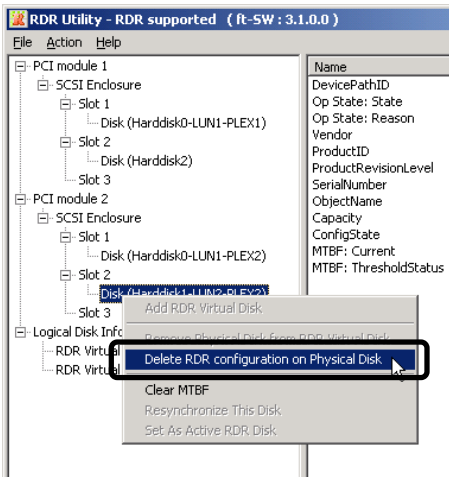 RDR Utility - RDR supported ( ft-SW : 3.1.0.0 )
File Action Help
PCI module 1
SCSI Enclosure
Slot 1
Disk (Harddisk0-LUN1-PLEX1)
Slot 2
Disk (Harddisk2)
Slot 3
PCI module 2
SCSI Enclosure
Slot 1
Disk (Harddisk0-LUN1-PLEX2)
Slot 2
Disk (Harddisk1-LUN2-PLEX2)
Slot 3
Logical Disk Info
RDR Virtual
RDR Virtual
Name
DevicePathID
Op State: State
Op State: Reason
Vendor
ProductID
ProductRevisionLevel
SerialNumber
ObjectName
Capacity
ConfigState
MTBF: Current
MTBF: ThresholdStatus
Add RDR Virtual Disk
Remove Physical Disk from RDR Virtual Disk
Delete RDR configuration on Physical Disk
Clear MTBF
Resynchronize This Disk
Set As Active RDR Disk